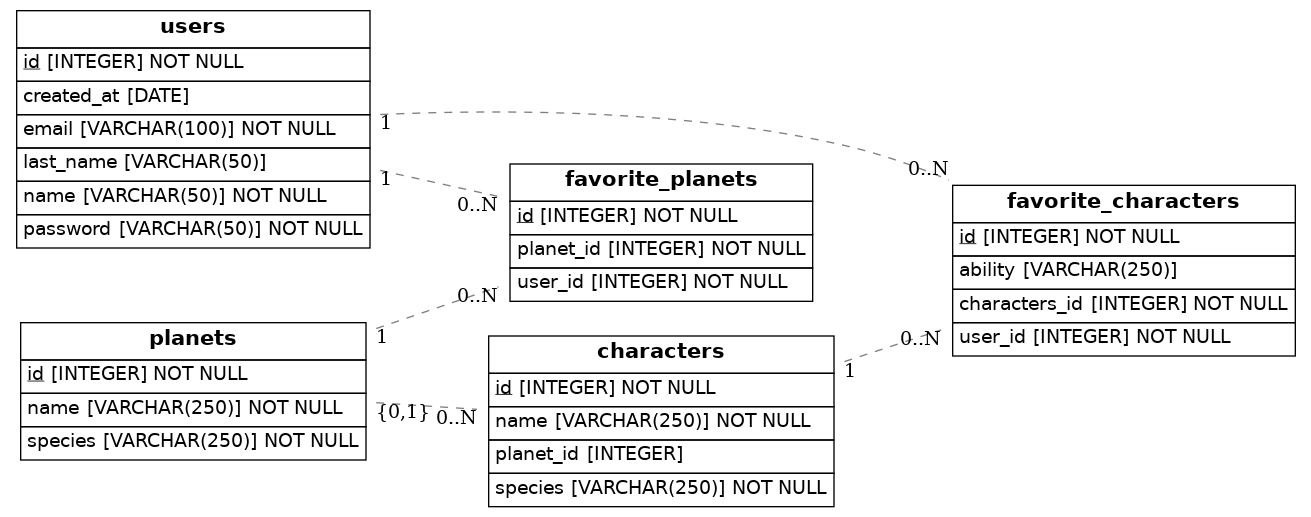 users
id [INTEGER] NOT NULL
created_at [DATE]
email [VARCHAR(100)] NOT NULL
last_name [VARCHAR(50)]
name [VARCHAR(50)] NOT NULL
password [VARCHAR(50)] NOT NULL
1
0..N
1
0..N
favorite_planets
id [INTEGER] NOT NULL
planet_id [INTEGER] NOT NULL
user_id [INTEGER] NOT NULL
favorite_characters
id [INTEGER] NOT NULL
ability [VARCHAR(250)]
characters_id [INTEGER] NOT NULL
user_id [INTEGER] NOT NULL
0..N
1
planets
id [INTEGER] NOT NULL
name [VARCHAR(250)] NOT NULL
species [VARCHAR(250)] NOT NULL
{0,1}
0..N
characters
id [INTEGER] NOT NULL
name [VARCHAR(250)] NOT NULL
planet_id [INTEGER]
species [VARCHAR(250)] NOT NULL
0..N
1